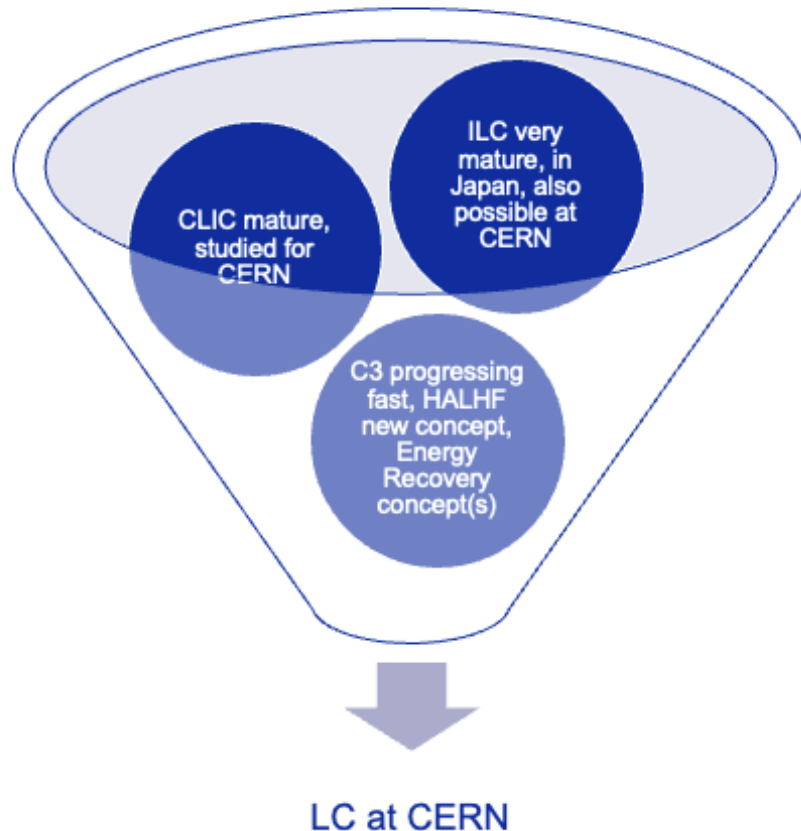 ILC very
mature, in
Japan, also
possible at
CERN
CLIC mature,
studied for
CERN
C3 progressing
fast, HALHF
new concept,
Energy
Recovery
concept(s)
LC at CERN